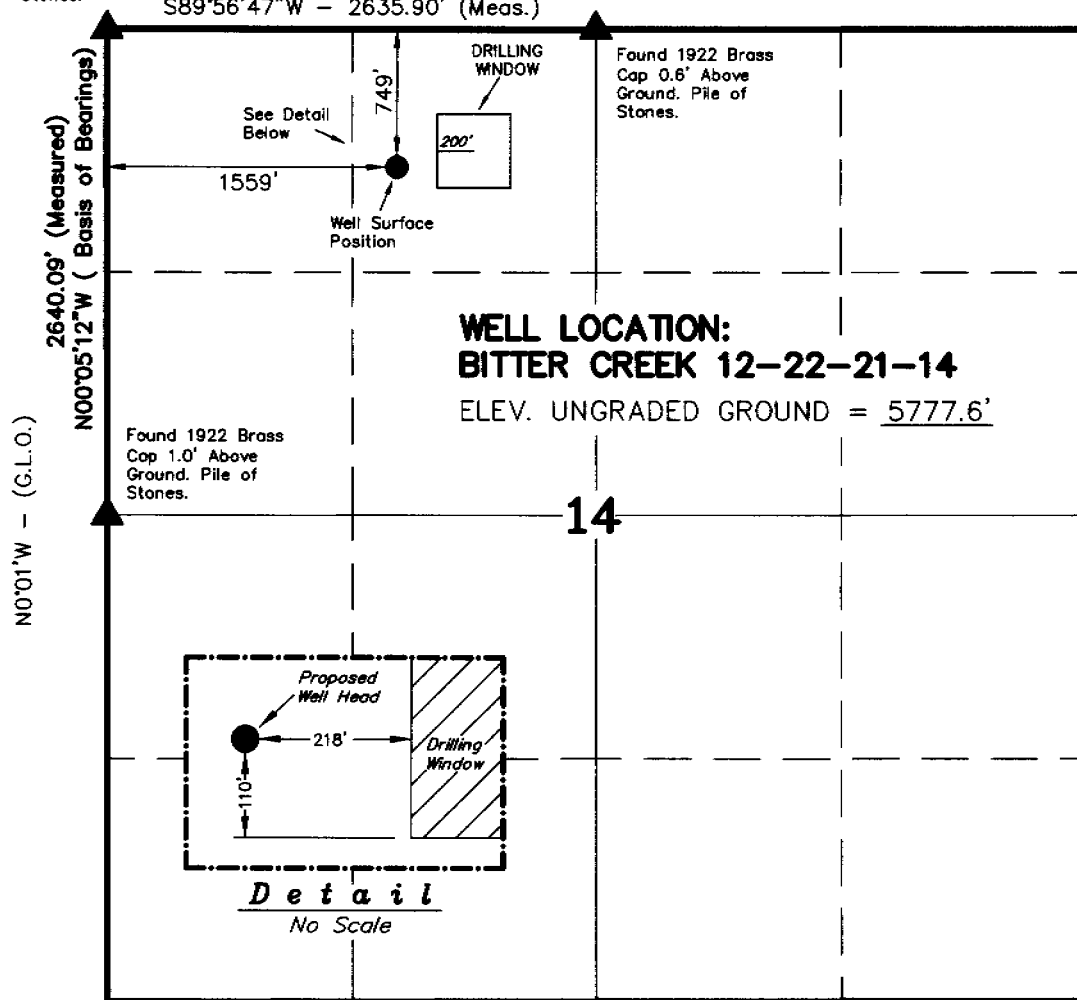 S89°56'47"W - 2635.90' (Meas.)
DRILLING
WINDOW
Found 1922 Brass
Cap 0.6' Above
Ground. Pile of
Stones.
749'
See Detail
Below
200'
1559'
Well Surface
Position
2640.09' (Measured)
N00°05'12"W ( Basis of Bearings)
WELL LOCATION:
BITTER CREEK 12-22-21-14
ELEV. UNGRADED GROUND = 5777.6'
N0°01'W - (G.L.O.)
Found 1922 Brass
Cap 1.0' Above
Ground. Pile of
Stones.
14
Proposed
Well Head
218'
Drilling
Window
110'
Detail
No Scale